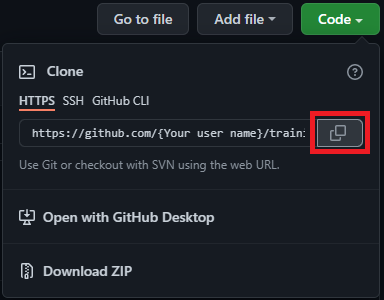 Go to file Add file Code
Clone
HTTPS SSH GitHub CLI
https://github.com/{Your user name}/traini
Use Git or checkout with SVN using the web URL.
Open with GitHub Desktop
Download ZIP